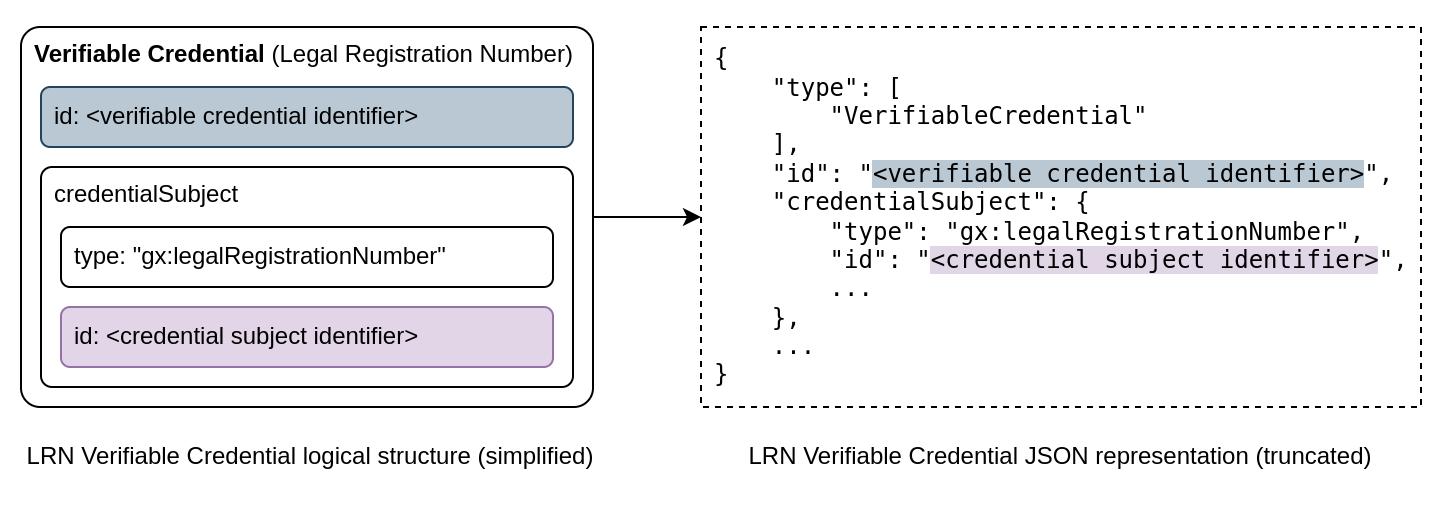 Verifiable Credential (Legal Registration Number)
id: <verifiable credential identifier>
credentialSubject
type: "gx:legalRegistrationNumber"
id: <credential subject identifier>
LRN Verifiable Credential logical structure (simplified)
{
    "type": [
        "VerifiableCredential"
    ],
    "id": "<verifiable credential identifier>",
    "credentialSubject": {
        "type": "gx:legalRegistrationNumber",
        "id": "<credential subject identifier>",
        ...
    },
    ...
}
LRN Verifiable Credential JSON representation (truncated)